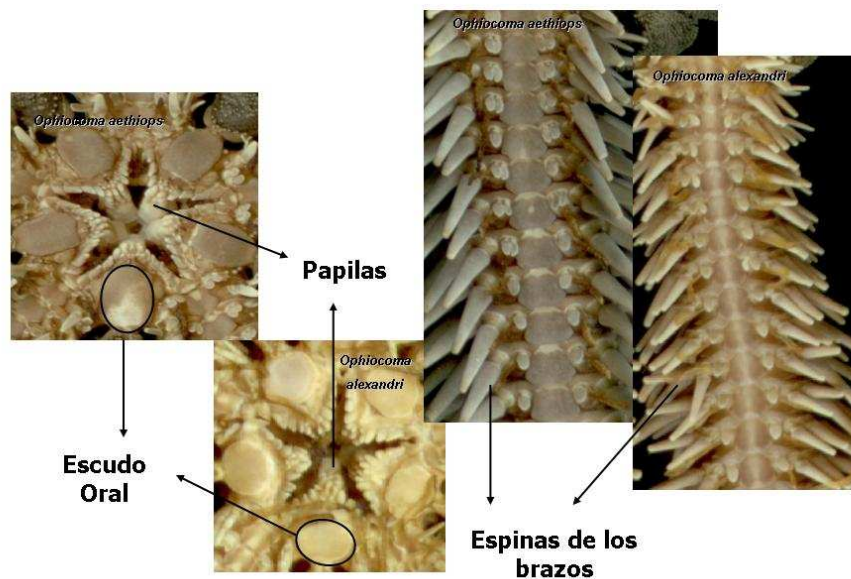 Ophiocoma aethiops
Ophiocoma aethiops
Ophiocoma alexandri
Papilas
Ophiocoma
alexandri
Escudo
Oral
Espinas de los
brazos